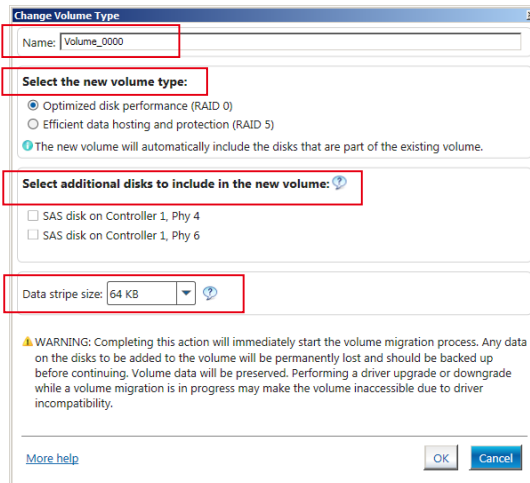 Change Volume Type
Name: Volume_0000
Select the new volume type:
Optimized disk performance (RAID 0)
Efficient data hosting and protection (RAID 5)
The new volume will automatically include the disks that are part of the existing volume.
Select additional disks to include in the new volume:
SAS disk on Controller 1, Phy 4
SAS disk on Controller 1, Phy 6
Data stripe size: 64 KB
WARNING: Completing this action will immediately start the volume migration process. Any data
on the disks to be added to the volume will be permanently lost and should be backed up
before continuing. Volume data will be preserved. Performing a driver upgrade or downgrade
while a volume migration is in progress may make the volume inaccessible due to driver
incompatibility.
More help
OK
Cancel